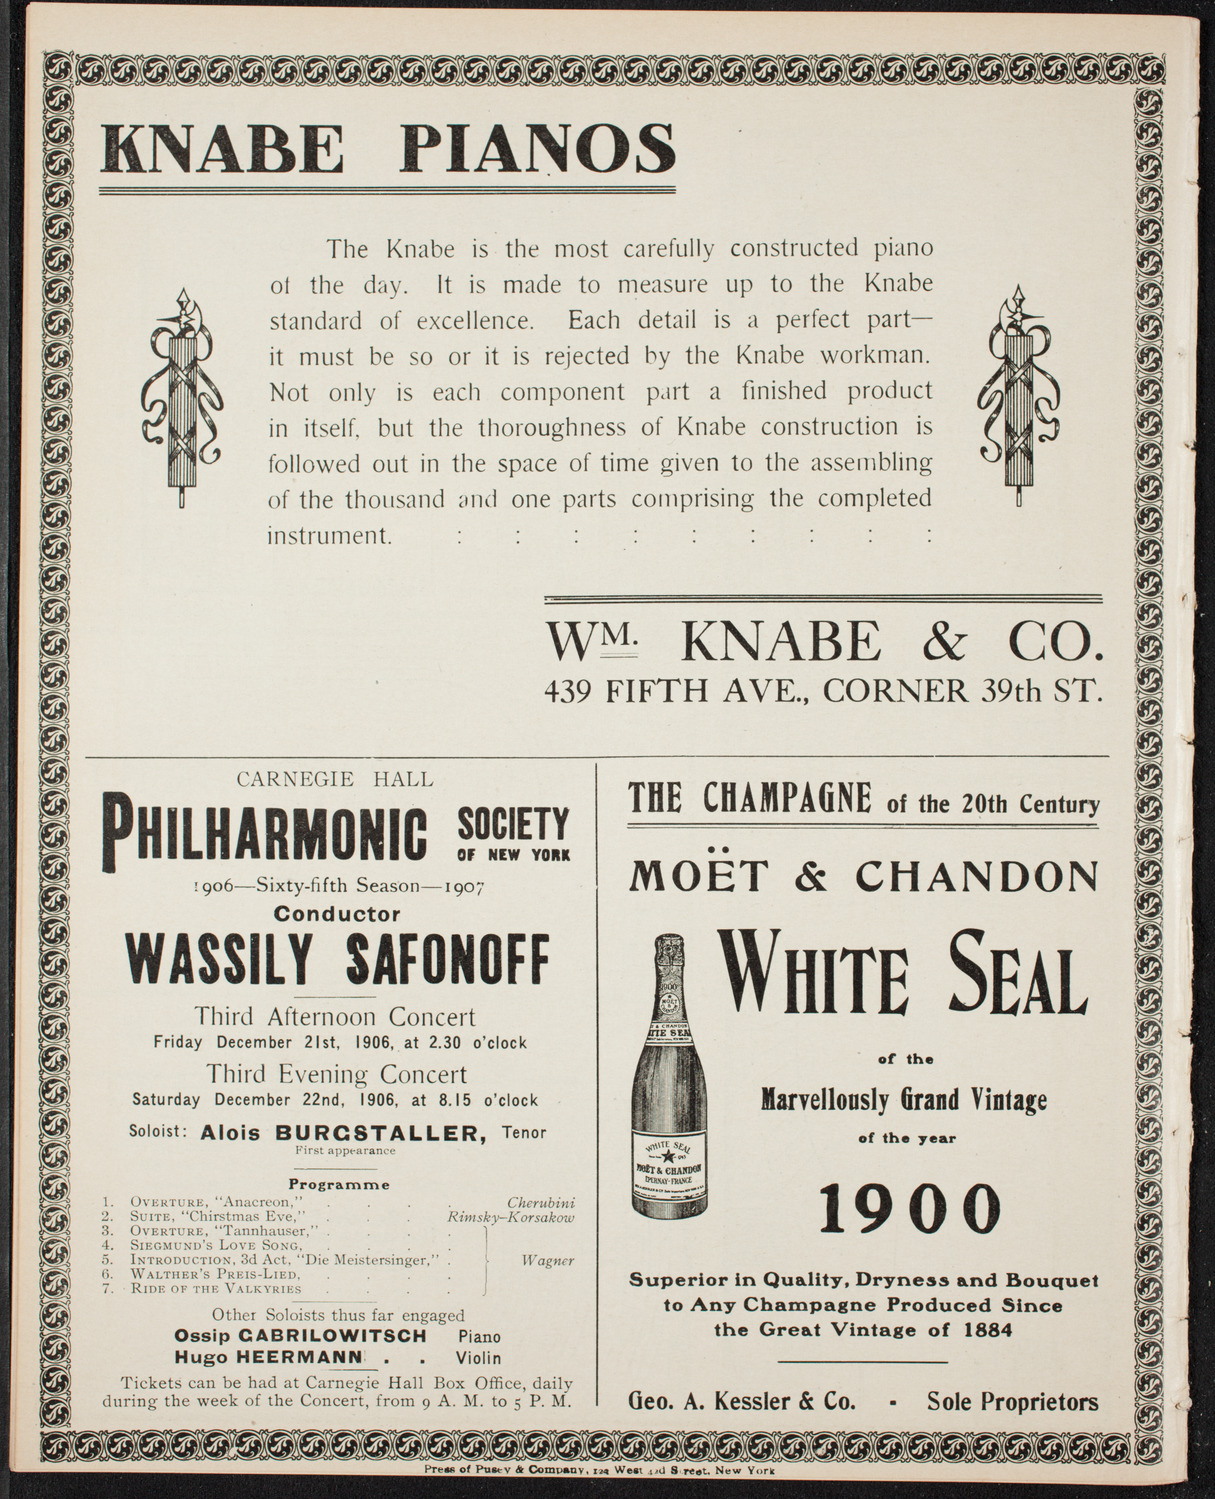 KNABE PIANOS
The Knabe is the most carefully constructed piano
of the day. It is made to measure up to the Knabe
standard of excellence. Each detail is a perfect part—
it must be so or it is rejected by the Knabe workman.
Not only is each component part a finished product
in itself, but the thoroughness of Knabe construction is
followed out in the space of time given to the assembling
of the thousand and one parts comprising the completed
instrument. : : : : : : : : :
WM. KNABE & CO.
439 FIFTH AVE., CORNER 39th ST.
CARNEGIE HALL
PHILHARMONIC SOCIETY
OF NEW YORK
1906—Sixty-fifth Season—1907
Conductor
WASSILY SAFONOFF
Third Afternoon Concert
Friday December 21st, 1906, at 2.30 o'clock
Third Evening Concert
Saturday December 22nd, 1906, at 8.15 o'clock
Soloist: Alois BURGSTALLER, Tenor
First appearance
Programme
1. OVERTURE, "Anacreon," . . . . Cherubini
2. SUITE, "Chirstmas Eve," . . . Rimsky-Korsakow
3. OVERTURE, "Tannhauser," . . . .
4. SIEGMUND'S LOVE SONG, . . . .
5. INTRODUCTION, 3d Act, "Die Meistersinger," . Wagner
6. WALTHER'S PREIS-LIED, . . . .
7. RIDE OF THE VALKYRIES . . . .
Other Soloists thus far engaged
Ossip GABRILOWITSCH Piano
Hugo HEERMANN . . Violin
Tickets can be had at Carnegie Hall Box Office, daily
during the week of the Concert, from 9 A. M. to 5 P. M.
THE CHAMPAGNE of the 20th Century
MOËT & CHANDON
WHITE SEAL
of the
Marvellously Grand Vintage
of the year
1900
Superior in Quality, Dryness and Bouquet
to Any Champagne Produced Since
the Great Vintage of 1884
Geo. A. Kessler & Co. - Sole Proprietors
1900
MOËT
& CHANDON
ITE SEA
WHITE SEAL
MOËT & CHANDON
EPERNAY-FRANCE
Press of Pusey & Company, 123 West 42d Street, New York